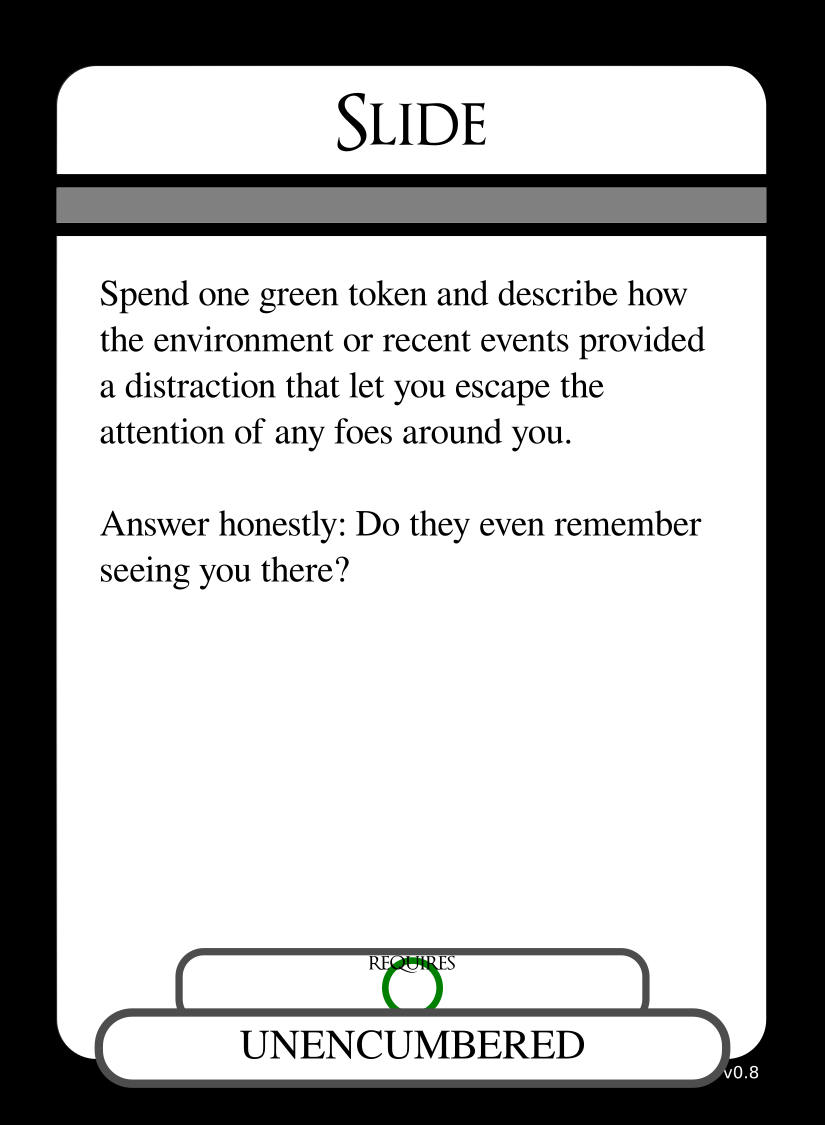 Slide
Spend one green token and describe how
the environment or recent events provided
a distraction that let you escape the
attention of any foes around you.
Answer honestly: Do they even remember
seeing you there?
REQUIRES
UNENCUMBERED
v0.8